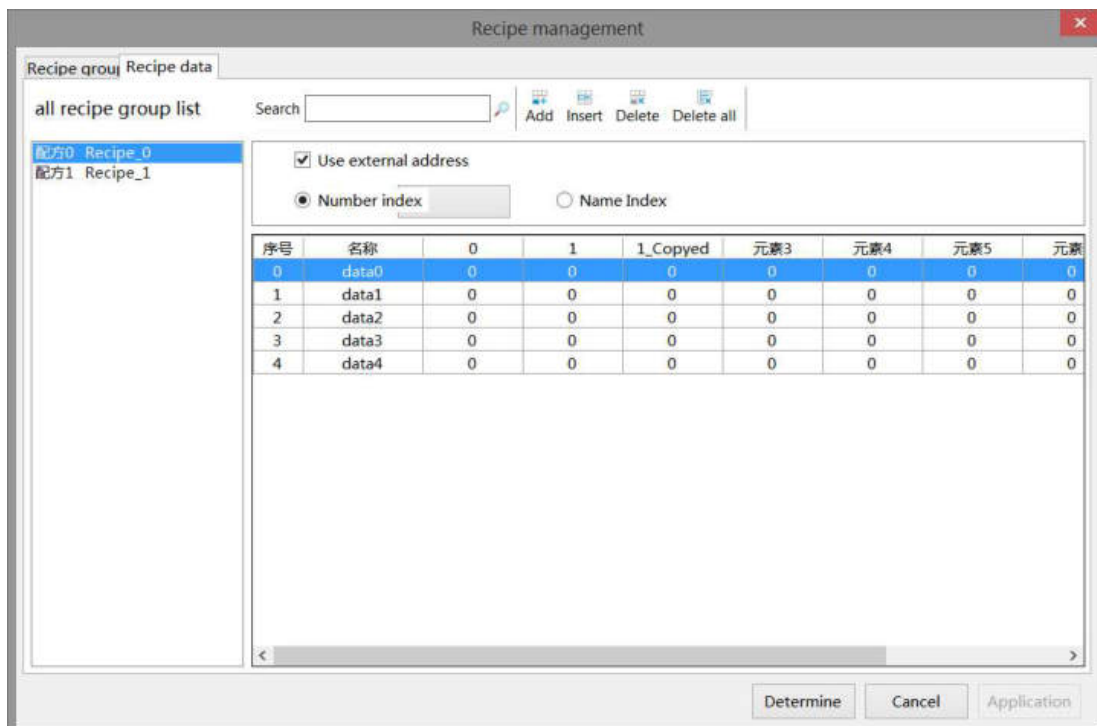 Recipe management
Recipe grou Recipe data
all recipe group list
Search
Add Insert Delete Delete all
配方0 Recipe_0
配方1 Recipe_1
Use external address
Number index Name Index
序号 名称 0 1 1_Copyed 元素3 元素4 元素5 元素
0 data0 0 0 0 0 0 0 0
1 data1 0 0 0 0 0 0 0
2 data2 0 0 0 0 0 0 0
3 data3 0 0 0 0 0 0 0
4 data4 0 0 0 0 0 0 0
Determine Cancel Application